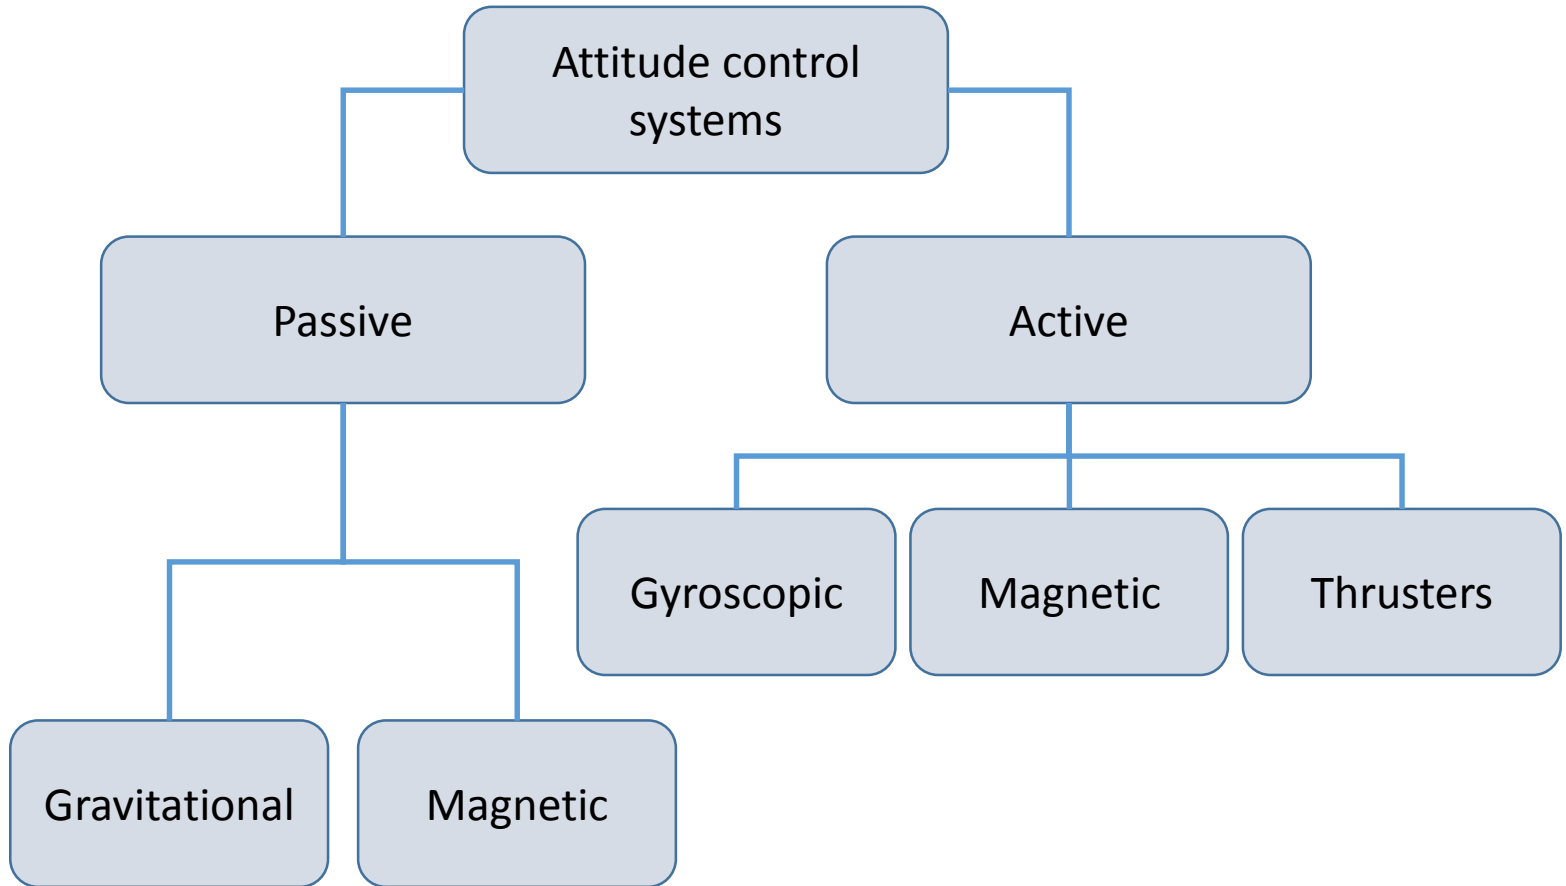 Attitude control
systems
Passive
Active
Gyroscopic
Magnetic
Thrusters
Gravitational
Magnetic